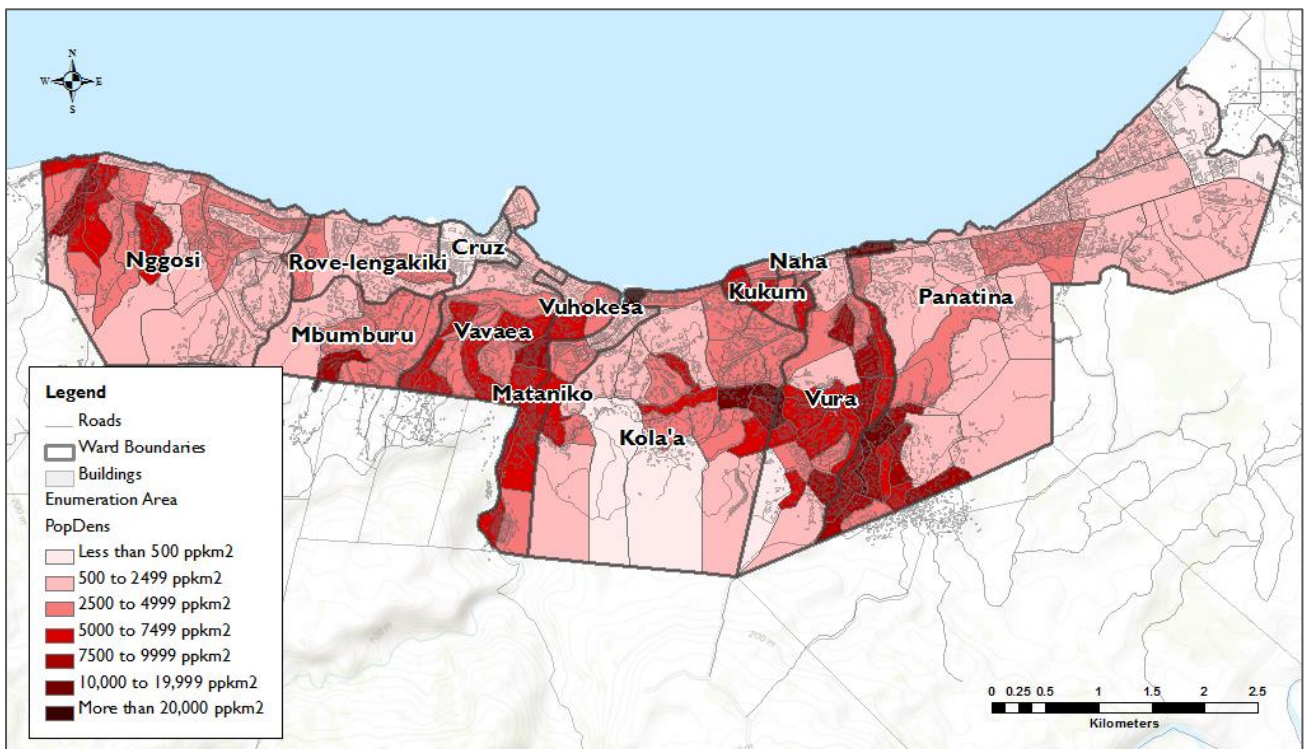 N
W E
S
Cruz
Naha
Nggosi
Rove-lengakiki
Kukum
Panatina
Vuhokesa
Mbumburu
Vavaea
Mataniko
Vura
Kola'a
Legend
Roads
Ward Boundaries
Buildings
Enumeration Area
PopDens
Less than 500 ppkm2
500 to 2499 ppkm2
2500 to 4999 ppkm2
5000 to 7499 ppkm2
7500 to 9999 ppkm2
10,000 to 19,999 ppkm2
More than 20,000 ppkm2
200 m
0 0.25 0.5 1 1.5 2 2.5
Kilometers